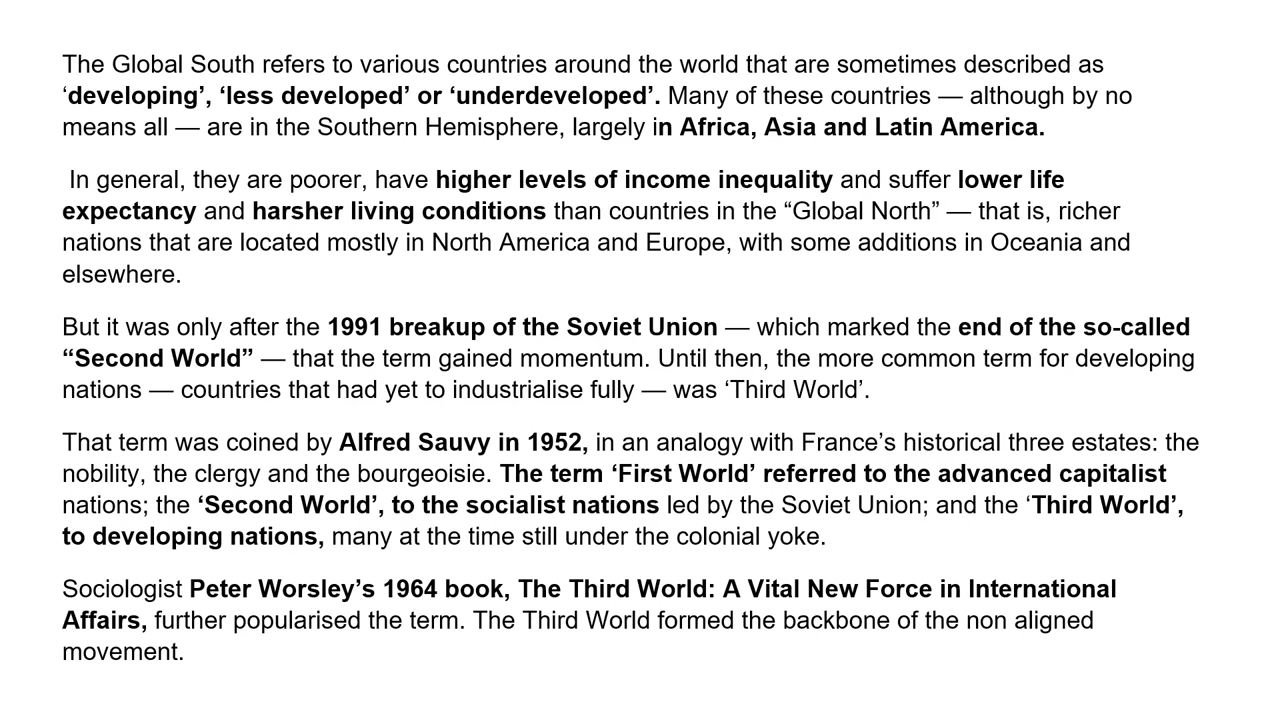 The Global South refers to various countries around the world that are sometimes described as
‘developing’, ‘less developed’ or ‘underdeveloped’. Many of these countries — although by no
means all — are in the Southern Hemisphere, largely in Africa, Asia and Latin America.
In general, they are poorer, have higher levels of income inequality and suffer lower life
expectancy and harsher living conditions than countries in the “Global North” — that is, richer
nations that are located mostly in North America and Europe, with some additions in Oceania and
elsewhere.
But it was only after the 1991 breakup of the Soviet Union — which marked the end of the so-called
“Second World” — that the term gained momentum. Until then, the more common term for developing
nations — countries that had yet to industrialise fully — was ‘Third World’.
That term was coined by Alfred Sauvy in 1952, in an analogy with France’s historical three estates: the
nobility, the clergy and the bourgeoisie. The term ‘First World’ referred to the advanced capitalist
nations; the ‘Second World’, to the socialist nations led by the Soviet Union; and the ‘Third World’,
to developing nations, many at the time still under the colonial yoke.
Sociologist Peter Worsley’s 1964 book, The Third World: A Vital New Force in International
Affairs, further popularised the term. The Third World formed the backbone of the non aligned
movement.